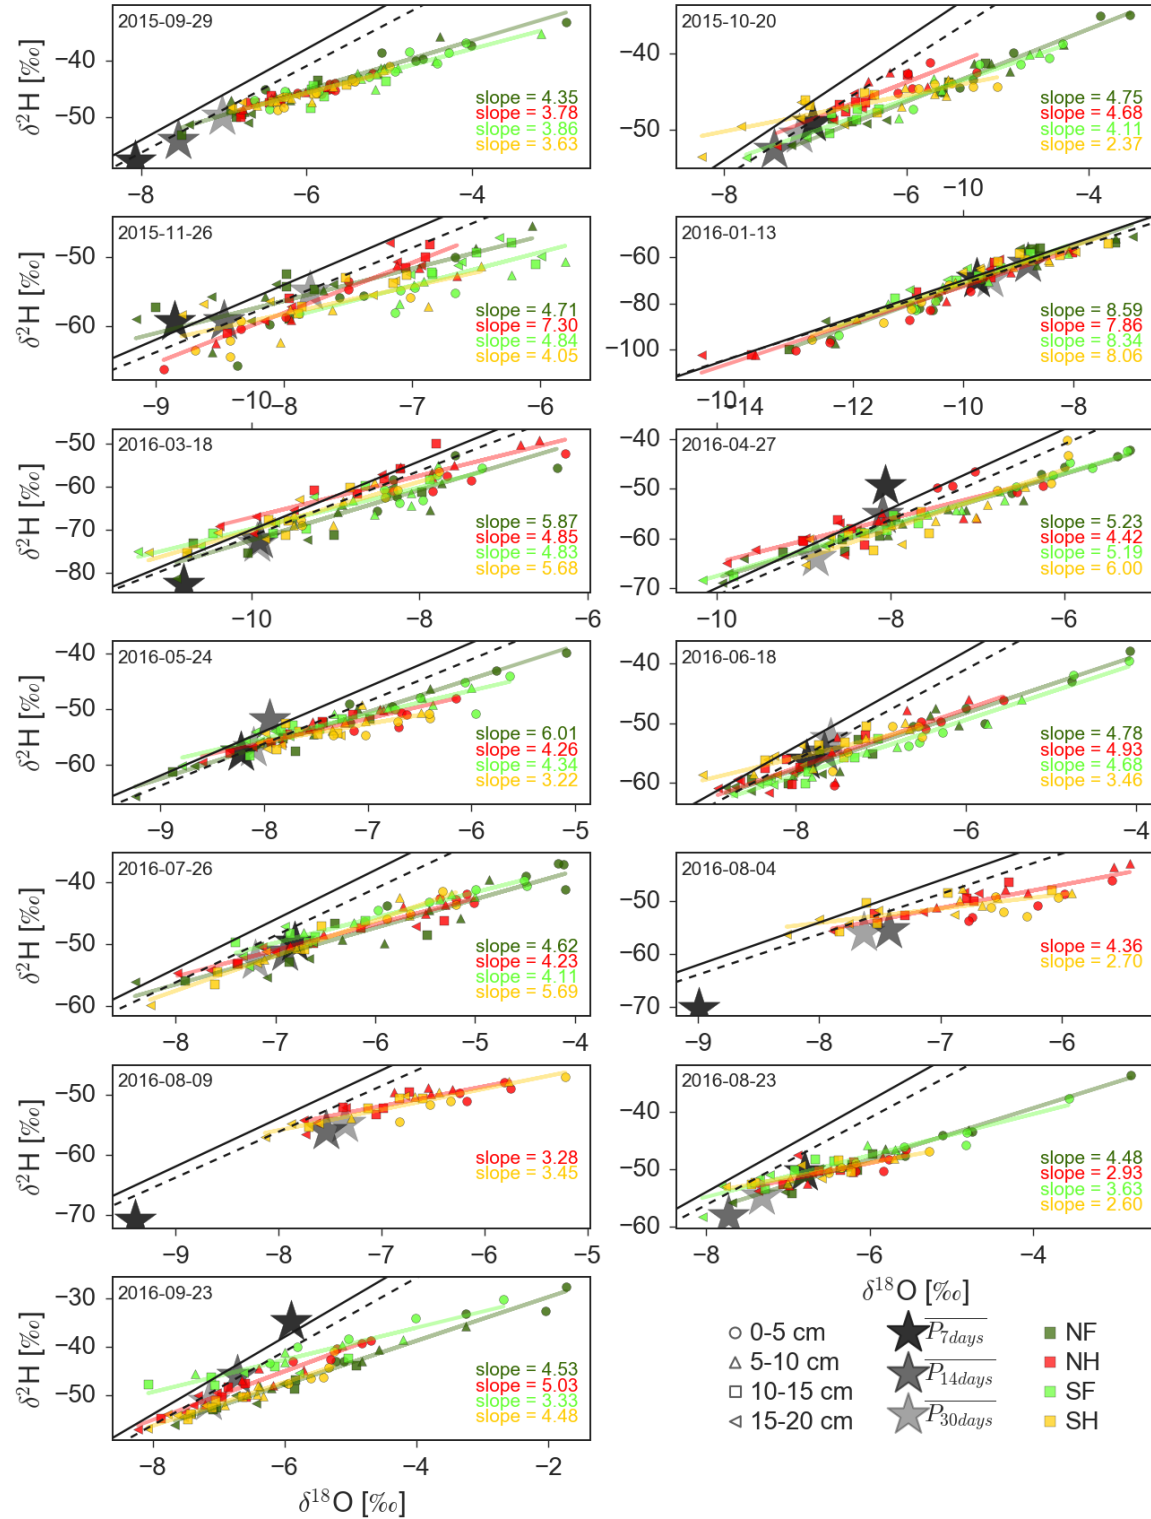 2015-09-29
δ²H [‰]
−40
−50
slope = 4.35
slope = 3.78
slope = 3.86
slope = 3.63
−8
−6
−4
2015-10-20
−40
−50
slope = 4.75
slope = 4.68
slope = 4.11
slope = 2.37
−8
−6
−4
−10
2015-11-26
δ²H [‰]
−50
−60
slope = 4.71
slope = 7.30
slope = 4.84
slope = 4.05
−9
−8
−7
−6
−10
2016-01-13
−60
−80
−100
slope = 8.59
slope = 7.86
slope = 8.34
slope = 8.06
−14
−12
−10
−8
−10
2016-03-18
δ²H [‰]
−50
−60
−70
−80
slope = 5.87
slope = 4.85
slope = 4.83
slope = 5.68
−10
−8
−6
2016-04-27
−40
−50
−60
−70
slope = 5.23
slope = 4.42
slope = 5.19
slope = 6.00
−10
−8
−6
2016-05-24
δ²H [‰]
−40
−50
−60
slope = 6.01
slope = 4.26
slope = 4.34
slope = 3.22
−9
−8
−7
−6
−5
2016-06-18
−40
−50
−60
slope = 4.78
slope = 4.93
slope = 4.68
slope = 3.46
−8
−6
−4
2016-07-26
δ²H [‰]
−40
−50
−60
slope = 4.62
slope = 4.23
slope = 4.11
slope = 5.69
−8
−7
−6
−5
−4
2016-08-04
−50
−60
−70
slope = 4.36
slope = 2.70
−9
−8
−7
−6
2016-08-09
δ²H [‰]
−50
−60
−70
slope = 3.28
slope = 3.45
−9
−8
−7
−6
−5
2016-08-23
−40
−50
−60
slope = 4.48
slope = 2.93
slope = 3.63
slope = 2.60
−8
−6
−4
δ¹⁸O [‰]
2016-09-23
δ²H [‰]
−30
−40
−50
slope = 4.53
slope = 5.03
slope = 3.33
slope = 4.48
−8
−6
−4
−2
δ¹⁸O [‰]
0-5 cm
5-10 cm
10-15 cm
15-20 cm
P7days
P14days
P30days
NF
NH
SF
SH